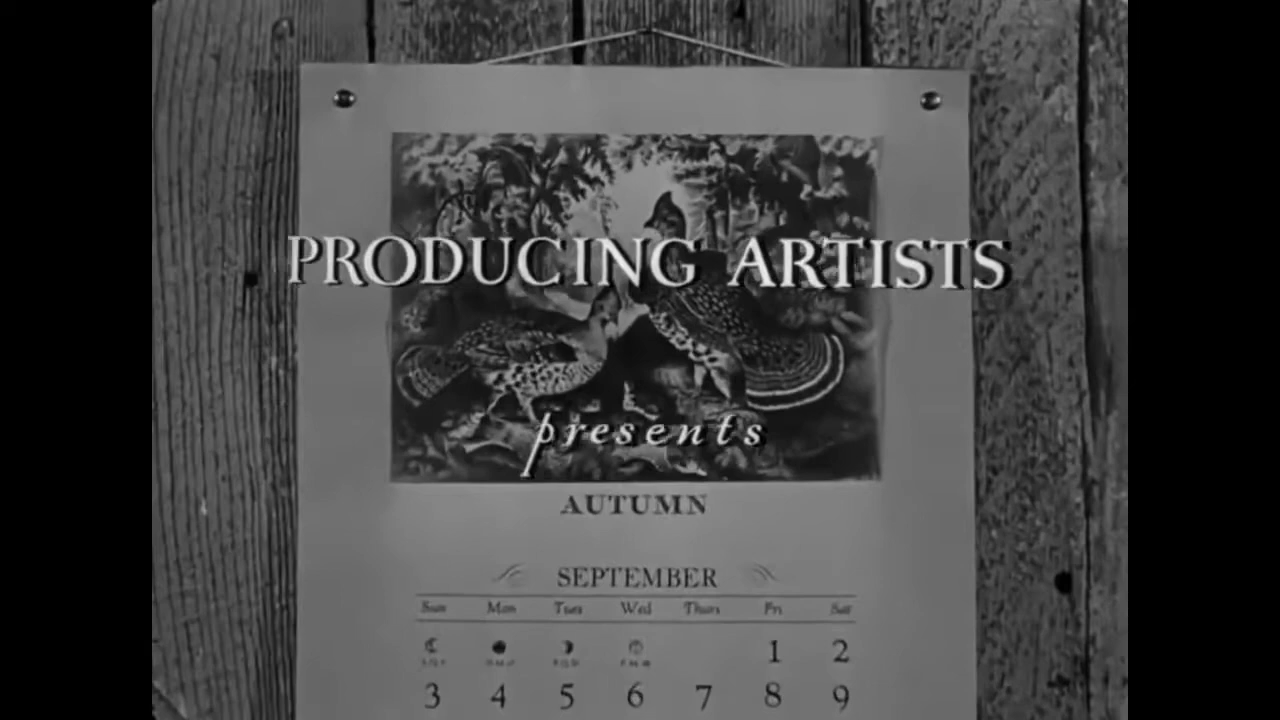 PRODUCING ARTISTS
presents
AUTUMN
SEPTEMBER
Sun Mon Tues Wed Thurs Fri Sat
1 2
3 4 5 6 7 8 9